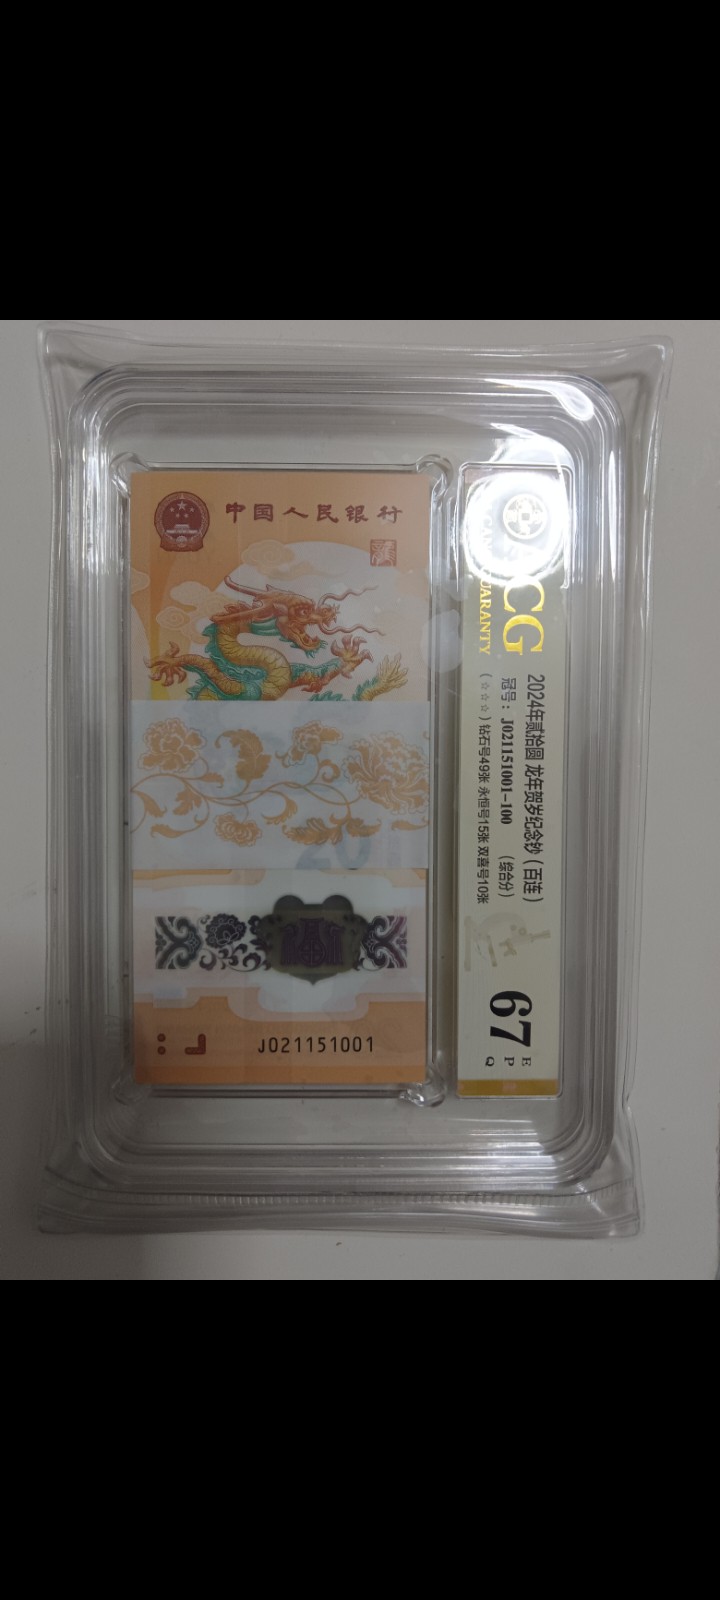 中国人民银行
20
J021151001
CG
GUARANTY
2024年贰拾圆 龙年贺岁纪念钞（百连）
冠号：J021151001-100 （综合分）
（☆☆☆）钻石号49张 永恒号15张 双喜号10张
67
E
P
Q